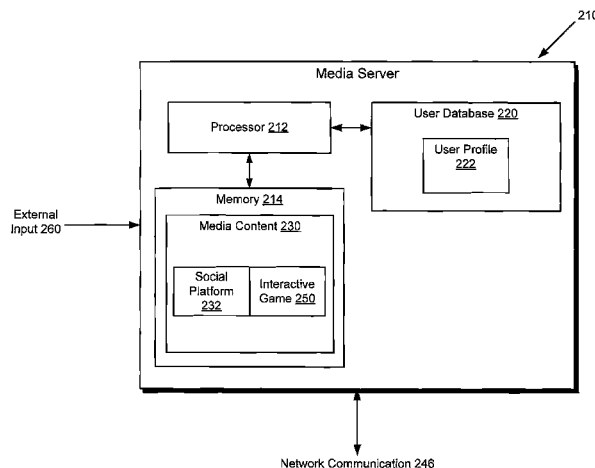 210
Media Server
Processor 212
User Database 220
User Profile
222
Memory 214
Media Content 230
Social
Platform
232
Interactive
Game 250
External
Input 260
Network Communication 246